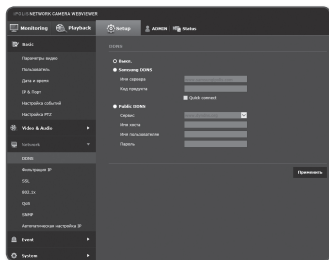 iPOLiS NETWORK CAMERA WEBVIEWER
Monitoring
Playback
Setup
ADMIN
Status
Basic
Параметры видео
Пользователь
Дата и время
IP & Порт
Настройка событий
Настройка PTZ
Video & Audio
Network
DDNS
Фильтрация IP
SSL
802.1x
QoS
SNMP
Автоматическая настройка IP
Event
System
DDNS
Выкл.
Samsung DDNS
Имя сервера
Код продукта
Quick connect
Public DDNS
Сервис
Имя хоста
Имя пользователя
Пароль
Применить